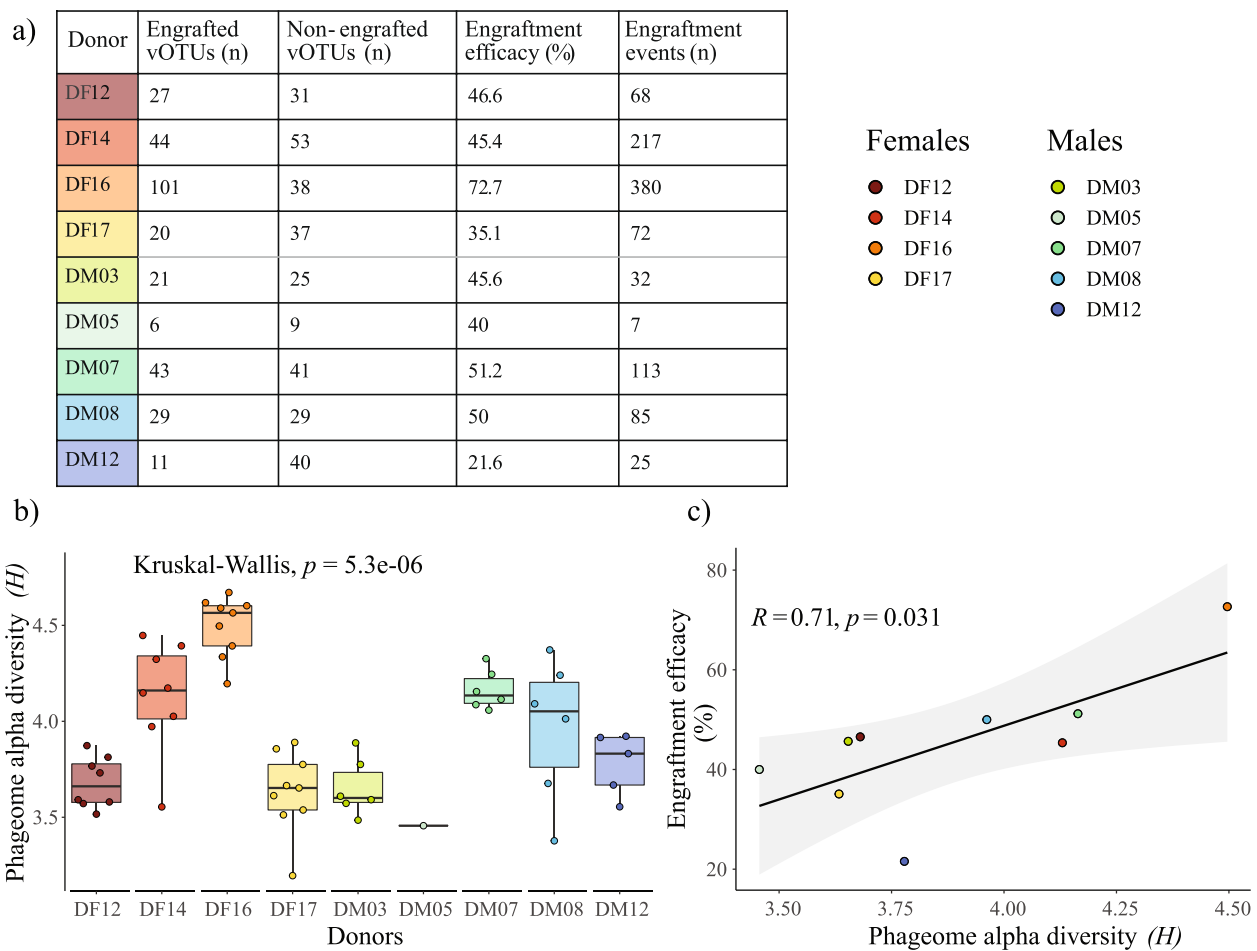 a)
Donor
Engrafted vOTUs (n)
Non- engrafted vOTUs (n)
Engraftment efficacy (%)
Engraftment events (n)
DF12 27 31 46.6 68
DF14 44 53 45.4 217
DF16 101 38 72.7 380
DF17 20 37 35.1 72
DM03 21 25 45.6 32
DM05 6 9 40 7
DM07 43 41 51.2 113
DM08 29 29 50 85
DM12 11 40 21.6 25
Females
DF12
DF14
DF16
DF17
Males
DM03
DM05
DM07
DM08
DM12
b)
Kruskal-Wallis, p = 5.3e-06
Phageome alpha diversity (H)
4.5
4.0
3.5
DF12 DF14 DF16 DF17 DM03 DM05 DM07 DM08 DM12
Donors
c)
R = 0.71, p = 0.031
Engraftment efficacy
(%)
80
60
40
20
3.50 3.75 4.00 4.25 4.50
Phageome alpha diversity (H)